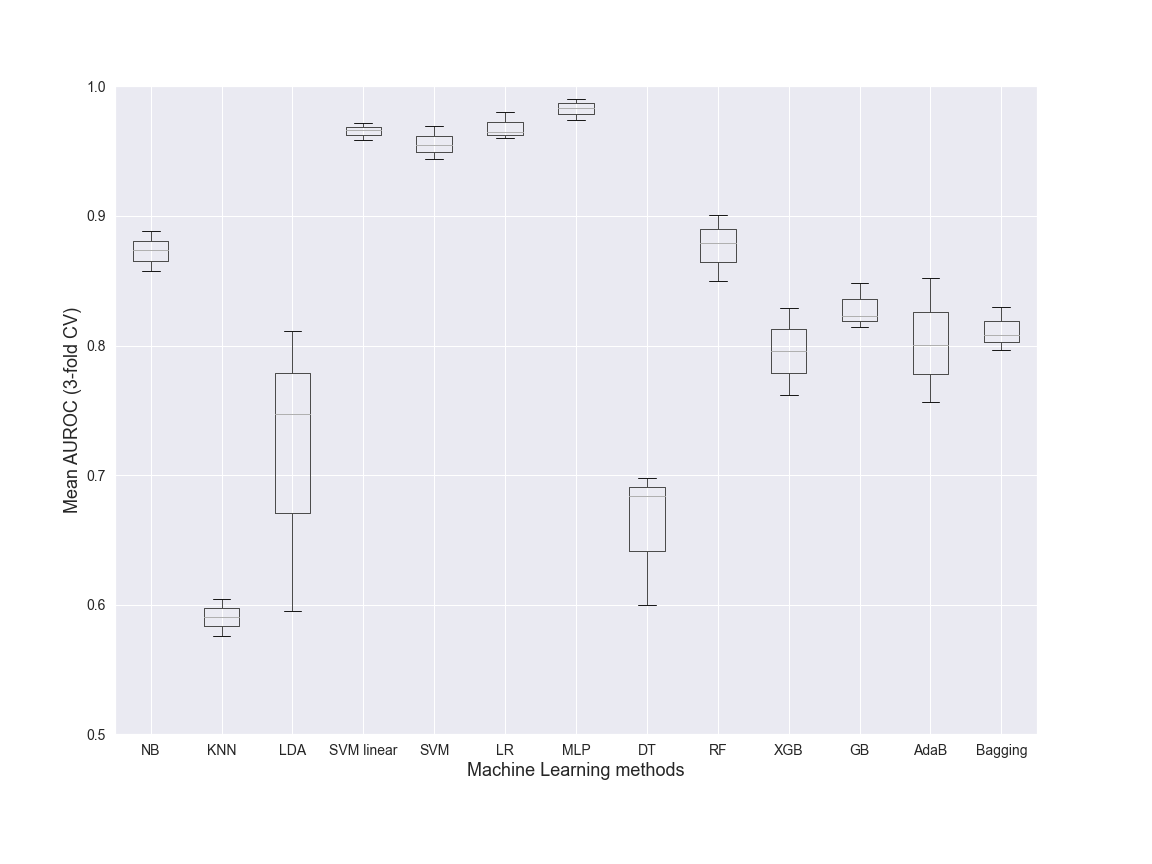 1.0
0.9
0.8
0.7
0.6
0.5
Mean AUROC (3-fold CV)
NB KNN LDA SVM linear SVM LR MLP DT RF XGB GB AdaB Bagging
Machine Learning methods